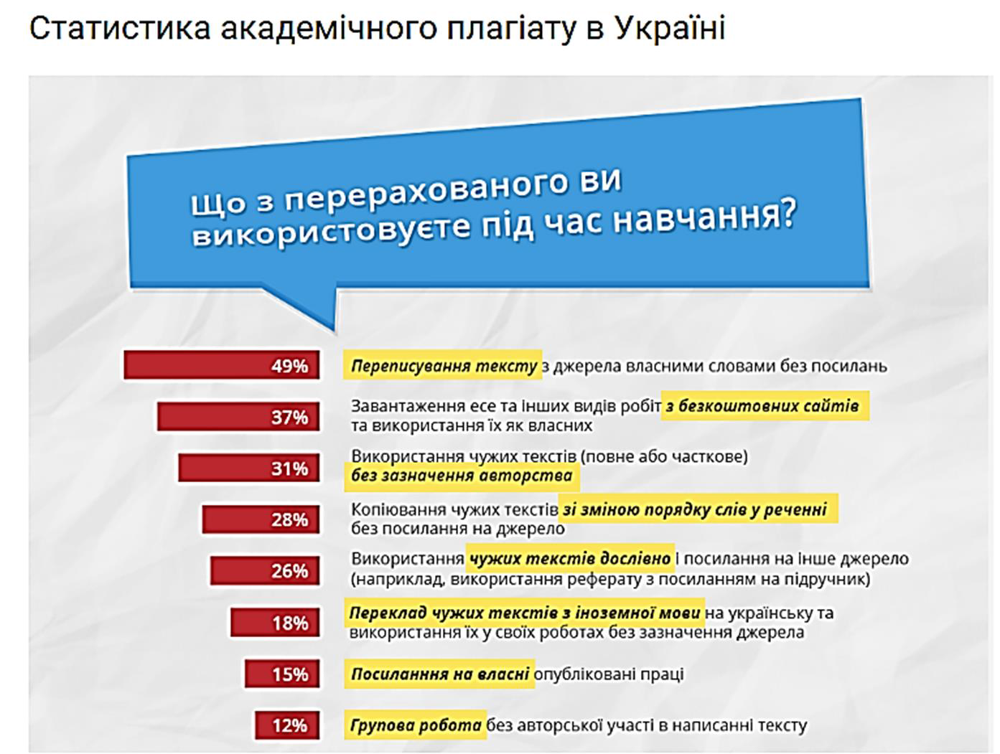 Статистика академічного плагіату в Україні
Що з перерахованого ви
використовуєте під час навчання?
49% Переписування тексту з джерела власними словами без посилань
37% Завантаження есе та інших видів робіт з безкоштовних сайтів
та використання їх як власних
31% Використання чужих текстів (повне або часткове)
без зазначення авторства
28% Копіювання чужих текстів зі зміною порядку слів у реченні
без посилання на джерело
26% Використання чужих текстів дослівно і посилання на інше джерело
(наприклад, використання реферату з посиланням на підручник)
18% Переклад чужих текстів з іноземної мови на українську та
використання їх у своїх роботах без зазначення джерела
15% Посиланння на власні опубліковані праці
12% Групова робота без авторської участі в написанні тексту